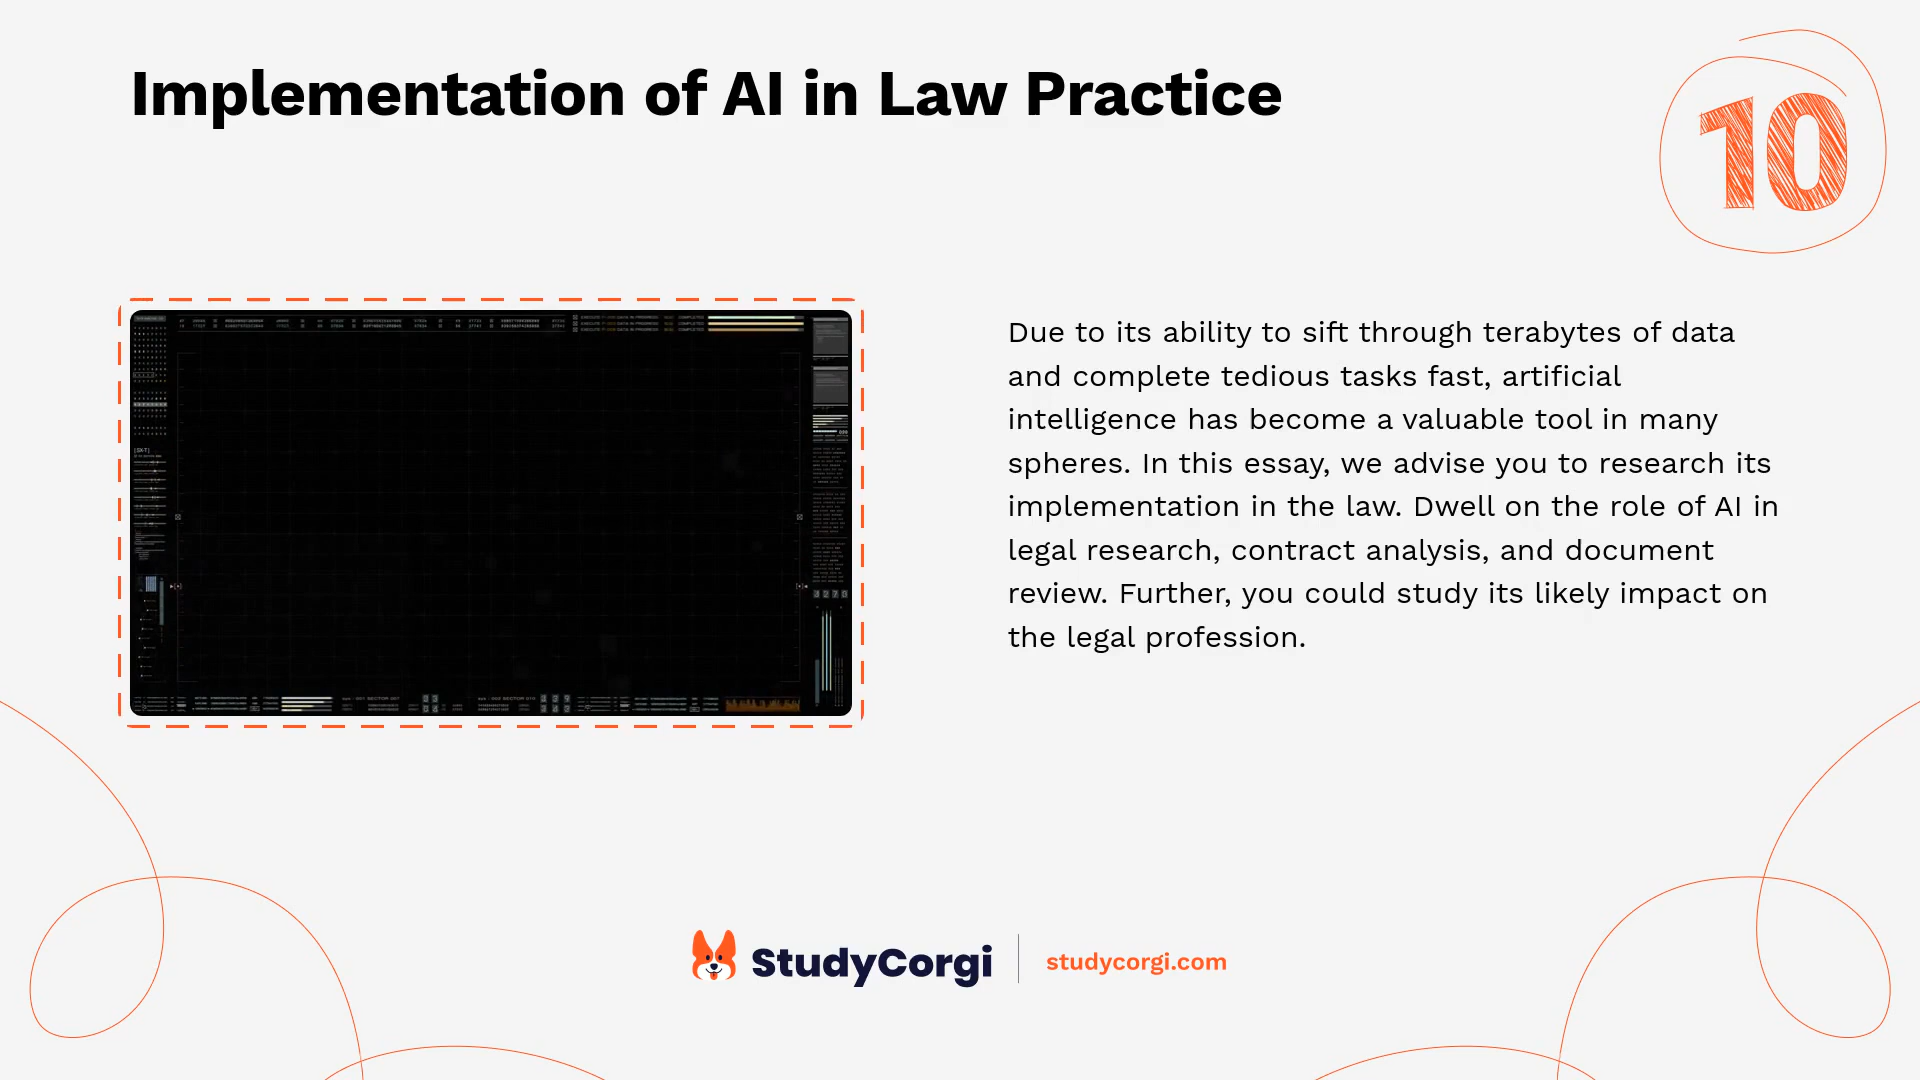 Implementation of AI in Law Practice
10
Due to its ability to sift through terabytes of data
and complete tedious tasks fast, artificial
intelligence has become a valuable tool in many
spheres. In this essay, we advise you to research its
implementation in the law. Dwell on the role of AI in
legal research, contract analysis, and document
review. Further, you could study its likely impact on
the legal profession.
StudyCorgi
studycorgi.com